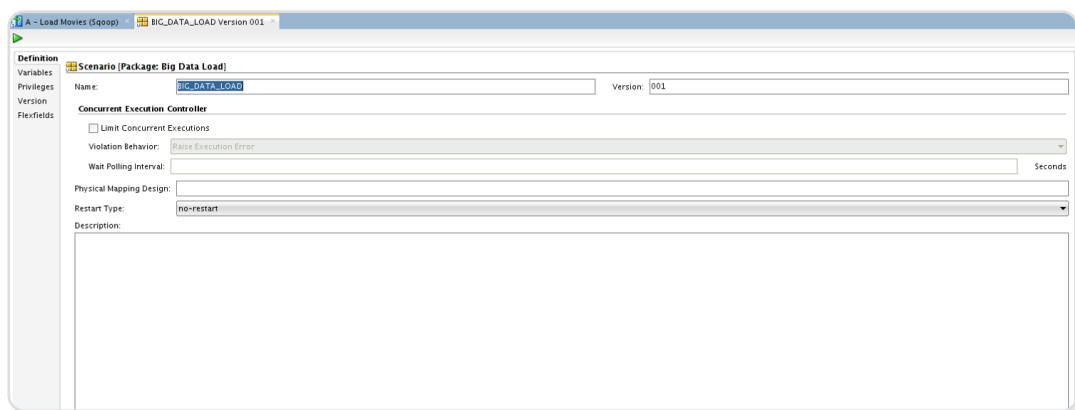 A - Load Movies (Sqoop) BIG_DATA_LOAD Version 001
Definition
Variables
Privileges
Version
Flexfields
Scenario [Package: Big Data Load]
Name: BIG_DATA_LOAD Version: 001
Concurrent Execution Controller
Limit Concurrent Executions
Violation Behavior: Raise Execution Error
Wait Polling Interval: Seconds
Physical Mapping Design:
Restart Type: no-restart
Description: